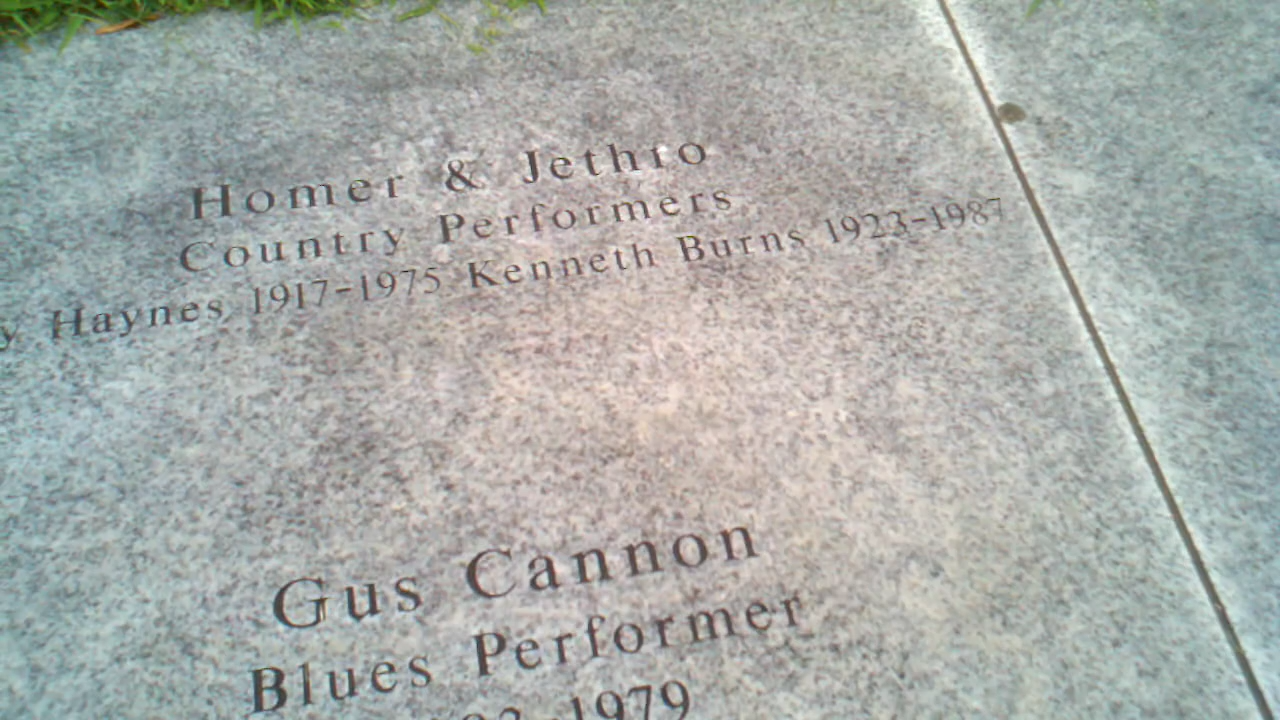 Homer & Jethro
Country Performers
Haynes 1917-1975 Kenneth Burns 1923-1987
Gus Cannon
Blues Performer
-1979